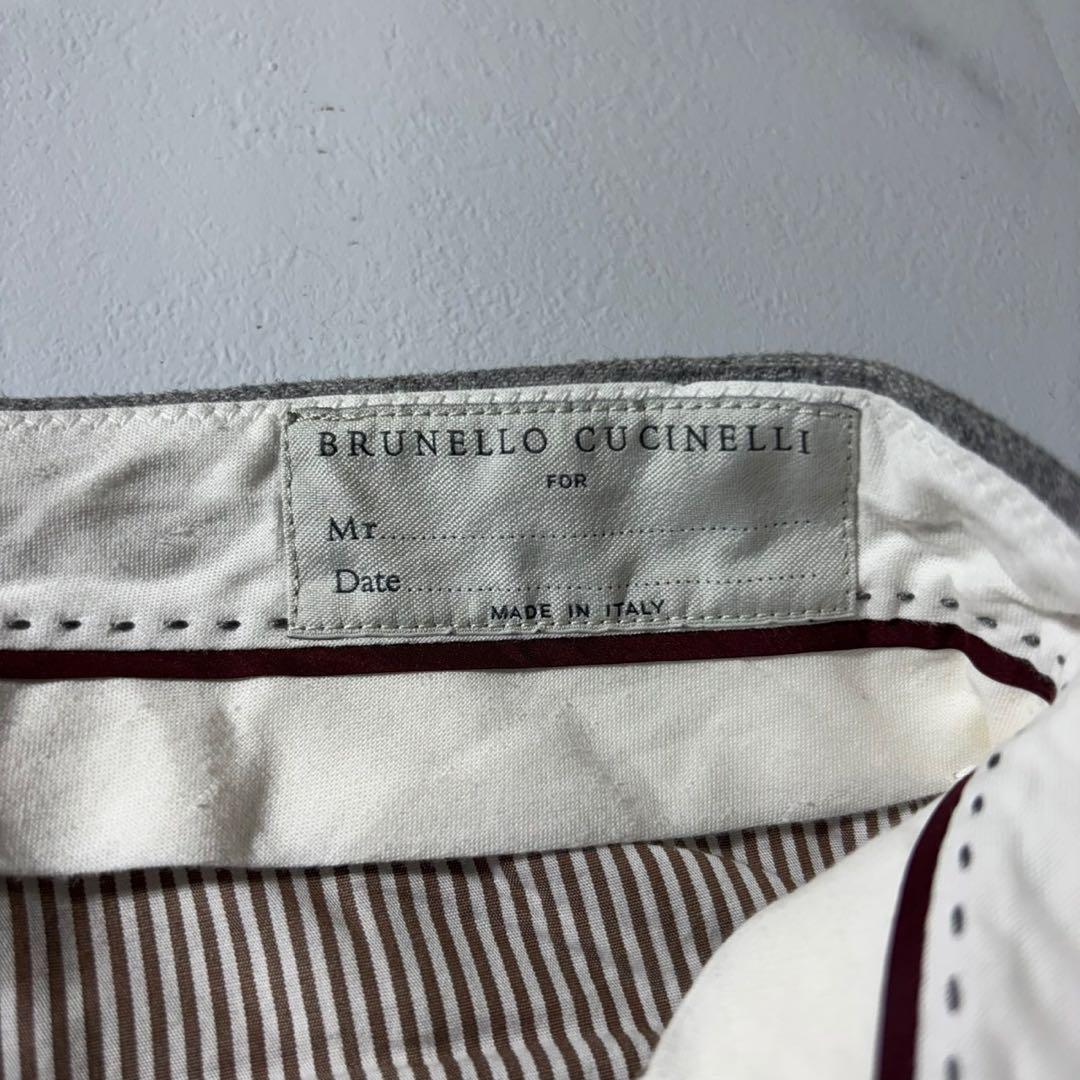 BRUNELLO CUCINELLI
FOR
Mr....................................................
Date................................................
MADE IN ITALY